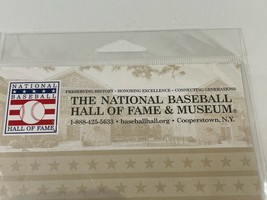 NATIONAL
BASEBALL
HALL OF FAME
PRESERVING HISTORY • HONORING EXCELLENCE • CONNECTING GENERATIONS
THE NATIONAL BASEBALL
HALL OF FAME & MUSEUM®
1-888-425-5633 • baseballhall.org • Cooperstown, N.Y.